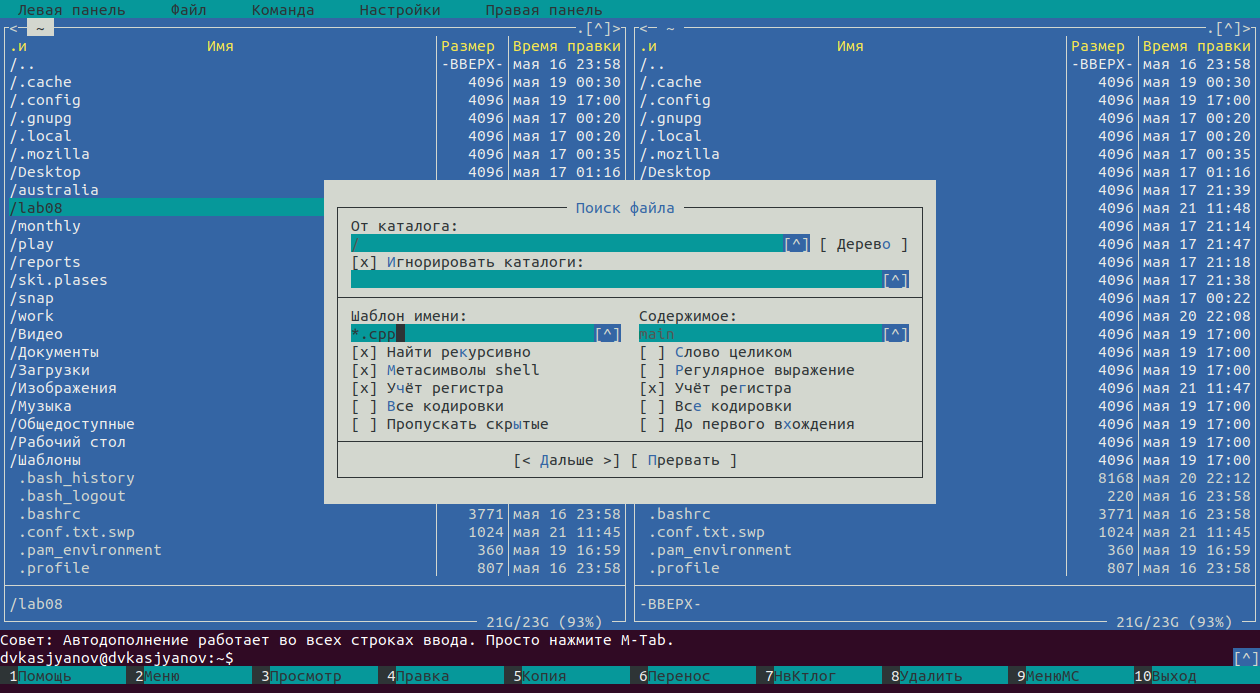 Левая панель Файл Команда Настройки Правая панель
<─ ~ .[^]> <─ ~ .[^]>
.и Имя Размер Время правки .и Имя Размер Время правки
/.. -ВВЕРХ- мая 16 23:58 /.. -ВВЕРХ- мая 16 23:58
/.cache 4096 мая 19 00:30 /.cache 4096 мая 19 00:30
/.config 4096 мая 19 17:00 /.config 4096 мая 19 17:00
/.gnupg 4096 мая 17 00:20 /.gnupg 4096 мая 17 00:20
/.local 4096 мая 17 00:20 /.local 4096 мая 17 00:20
/.mozilla 4096 мая 17 00:35 /.mozilla 4096 мая 17 00:35
/Desktop 4096 мая 17 01:16 /Desktop 4096 мая 17 01:16
/australia 4096 мая 17 21:39
/lab08 Поиск файла 4096 мая 21 11:48
/monthly От каталога: 4096 мая 17 21:14
/play / [^] [ Дерево ] 4096 мая 17 21:47
/reports [x] Игнорировать каталоги: 4096 мая 17 21:18
/ski.plases [^] 4096 мая 17 21:38
/snap 4096 мая 17 00:22
/work Шаблон имени: Содержимое: 4096 мая 20 22:08
/Видео *.cpp [^] main [^] 4096 мая 19 17:00
/Документы [x] Найти рекурсивно [ ] Слово целиком 4096 мая 19 17:00
/Загрузки [x] Метасимволы shell [ ] Регулярное выражение 4096 мая 19 17:00
/Изображения [x] Учёт регистра [x] Учёт регистра 4096 мая 21 11:47
/Музыка [ ] Все кодировки [ ] Все кодировки 4096 мая 19 17:00
/Общедоступные [ ] Пропускать скрытые [ ] До первого вхождения 4096 мая 19 17:00
/Рабочий стол 4096 мая 19 17:00
/Шаблоны [< Дальше >] [ Прервать ] 4096 мая 19 17:00
.bash_history 8168 мая 20 22:12
.bash_logout 220 мая 16 23:58
.bashrc 3771 мая 16 23:58 .bashrc 3771 мая 16 23:58
.conf.txt.swp 1024 мая 21 11:45 .conf.txt.swp 1024 мая 21 11:45
.pam_environment 360 мая 19 16:59 .pam_environment 360 мая 19 16:59
.profile 807 мая 16 23:58 .profile 807 мая 16 23:58
/lab08 -ВВЕРХ-
21G/23G (93%) 21G/23G (93%)
Совет: Автодополнение работает во всех строках ввода. Просто нажмите M-Tab.
dvkasjyanov@dvkasjyanov:~$ [^]
1Помощь 2Меню 3Просмотр 4Правка 5Копия 6Перенос 7НвКтлог 8Удалить 9МенюMC 10Выход